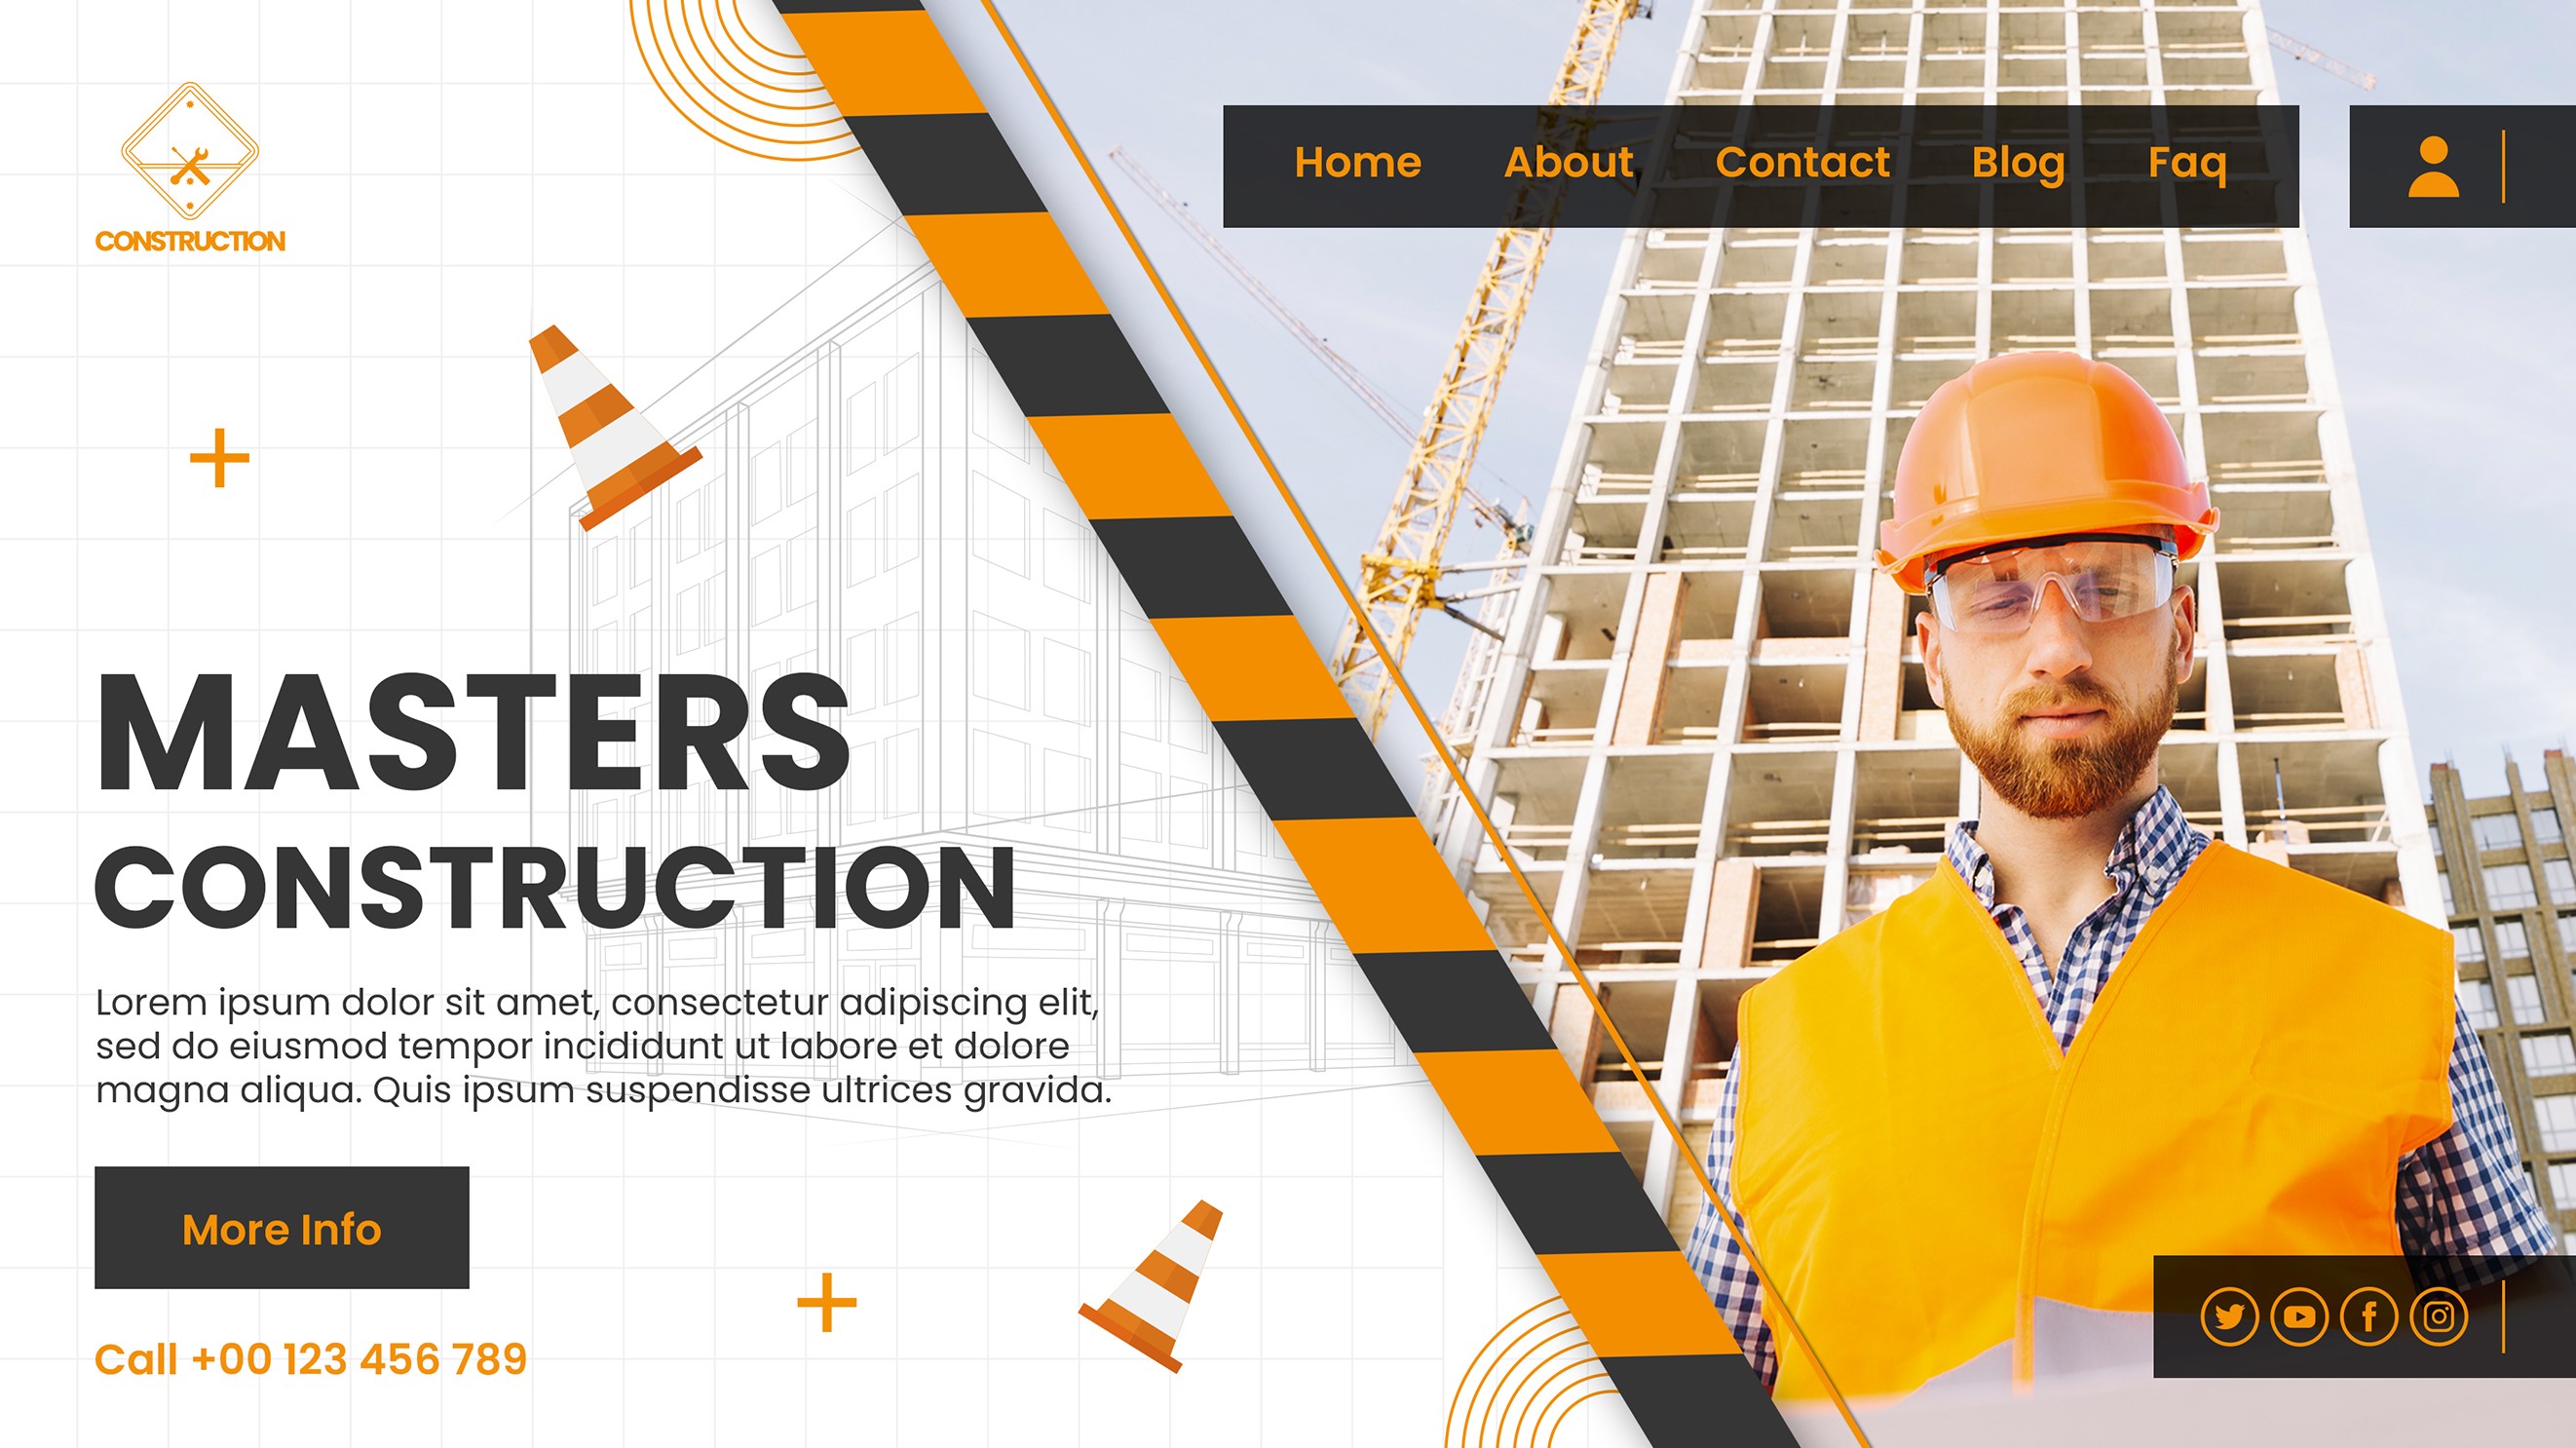 CONSTRUCTION
Home About Contact Blog Faq
MASTERS
CONSTRUCTION
Lorem ipsum dolor sit amet, consectetur adipiscing elit,
sed do eiusmod tempor incididunt ut labore et dolore
magna aliqua. Quis ipsum suspendisse ultrices gravida.
More Info
Call +00 123 456 789